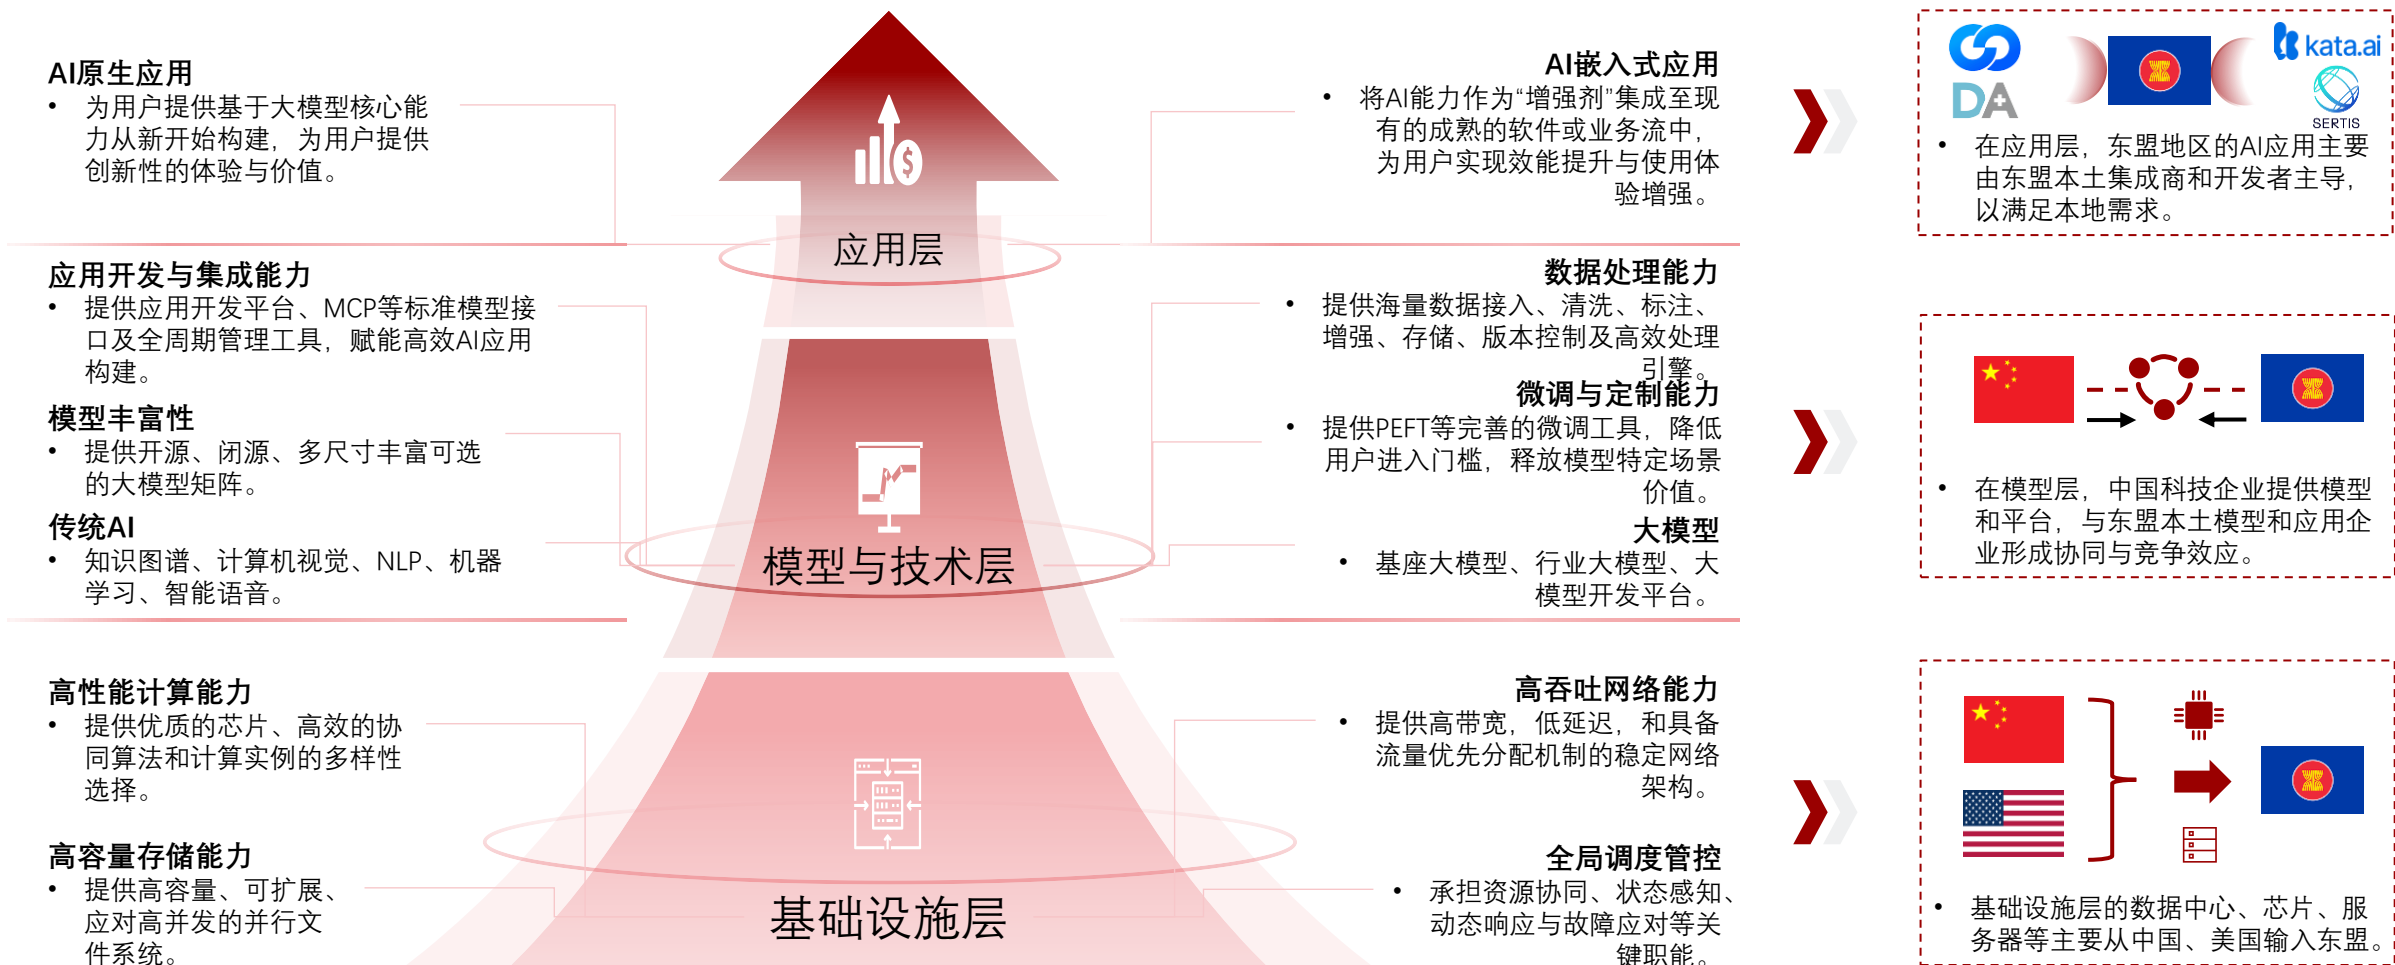 AI原生应用
• 为用户提供基于大模型核心能
力从新开始构建，为用户提供
创新性的体验与价值。
AI嵌入式应用
• 将AI能力作为“增强剂”集成至现
有的成熟的软件或业务流中，
为用户实现效能提升与使用体
验增强。
应用层
DA
kata.ai
SERTIS
• 在应用层，东盟地区的AI应用主要
由东盟本土集成商和开发者主导，
以满足本地需求。
应用开发与集成能力
• 提供应用开发平台、MCP等标准模型接
口及全周期管理工具，赋能高效AI应用
构建。
模型丰富性
• 提供开源、闭源、多尺寸丰富可选
的大模型矩阵。
传统AI
• 知识图谱、计算机视觉、NLP、机器
学习、智能语音。
模型与技术层
数据处理能力
• 提供海量数据接入、清洗、标注、
增强、存储、版本控制及高效处理
引擎。
微调与定制能力
• 提供PEFT等完善的微调工具，降低
用户进入门槛，释放模型特定场景
价值。
大模型
• 基座大模型、行业大模型、大
模型开发平台。
• 在模型层，中国科技企业提供模型
和平台，与东盟本土模型和应用企
业形成协同与竞争效应。
高性能计算能力
• 提供优质的芯片、高效的协
同算法和计算实例的多样性
选择。
高容量存储能力
• 提供高容量、可扩展、
应对高并发的并行文
件系统。
基础设施层
高吞吐网络能力
• 提供高带宽，低延迟，和具备
流量优先分配机制的稳定网络
架构。
全局调度管控
• 承担资源协同、状态感知、
动态响应与故障应对等关
键职能。
• 基础设施层的数据中心、芯片、服
务器等主要从中国、美国输入东盟。